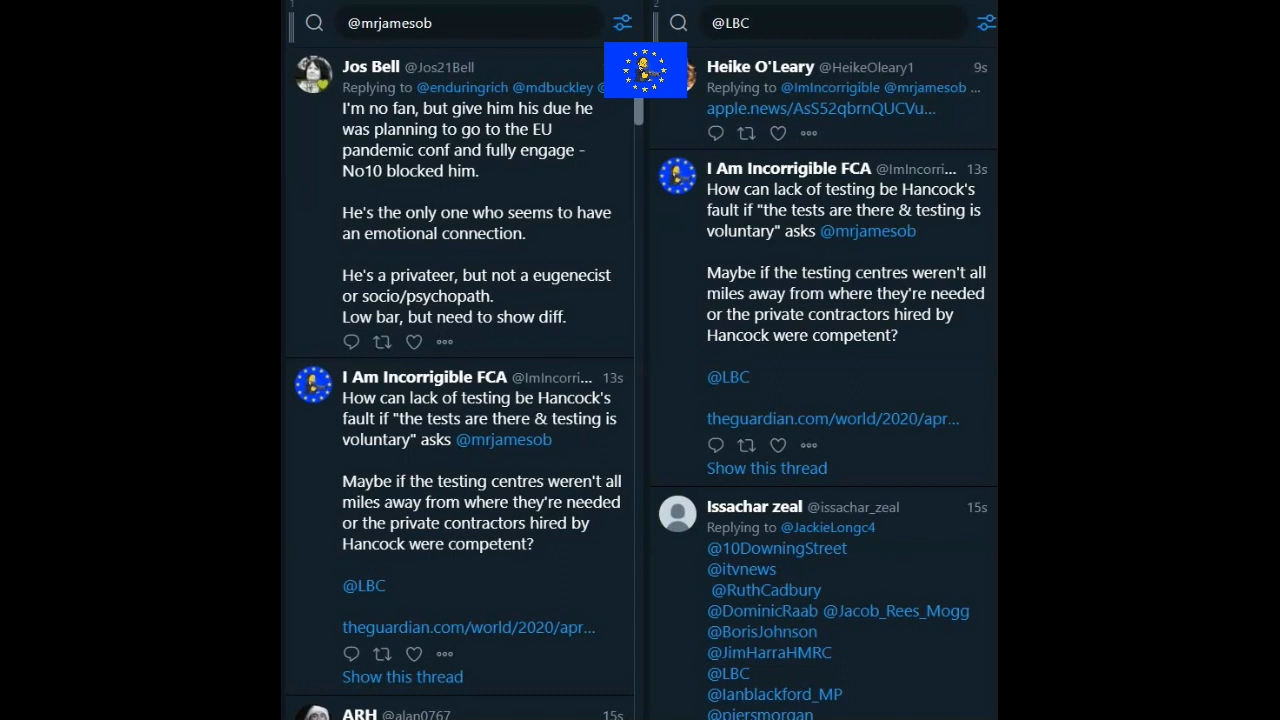 1
@mrjamesob
Jos Bell @Jos21Bell
Replying to @enduringrich @mdbuckley @
I'm no fan, but give him his due he
was planning to go to the EU
pandemic conf and fully engage -
No10 blocked him.
He's the only one who seems to have
an emotional connection.
He's a privateer, but not a eugenecist
or socio/psychopath.
Low bar, but need to show diff.
I Am Incorrigible FCA @ImIncorri... 13s
How can lack of testing be Hancock's
fault if "the tests are there & testing is
voluntary" asks @mrjamesob
Maybe if the testing centres weren't all
miles away from where they're needed
or the private contractors hired by
Hancock were competent?
@LBC
theguardian.com/world/2020/apr...
Show this thread
ARH @alan0767 15s
2
@LBC
Heike O'Leary @HeikeOleary1 9s
Replying to @ImIncorrigible @mrjamesob ...
apple.news/AsS52qbrnQUCVu...
I Am Incorrigible FCA @ImIncorri... 13s
How can lack of testing be Hancock's
fault if "the tests are there & testing is
voluntary" asks @mrjamesob
Maybe if the testing centres weren't all
miles away from where they're needed
or the private contractors hired by
Hancock were competent?
@LBC
theguardian.com/world/2020/apr...
Show this thread
Issachar zeal @issachar_zeal 15s
Replying to @JackieLongc4
@10DowningStreet
@itvnews
@RuthCadbury
@DominicRaab @Jacob_Rees_Mogg
@BorisJohnson
@JimHarraHMRC
@LBC
@Ianblackford_MP
@piersmorgan